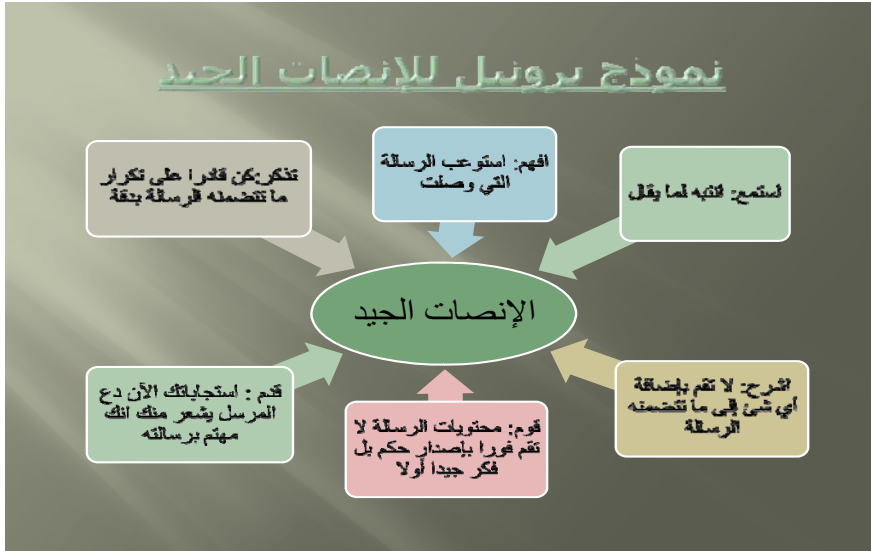 نموذج برونيل للإنصات الجيد
استمع: انتبه لما يقال
افهم: استوعب الرسالة
التي وصلت
تذكر:كن قادرا على تكرار
ما تتضمنه الرسالة بدقة
الإنصات الجيد
اشرح: لا تقم بإضافة
أي شئ إلى ما تتضمنه
الرسالة
قوم: محتويات الرسالة لا
تقم فورا بإصدار حكم بل
فكر جيدا أولا
قدم : استجاباتك الآن دع
المرسل يشعر منك انك
مهتم برسالته